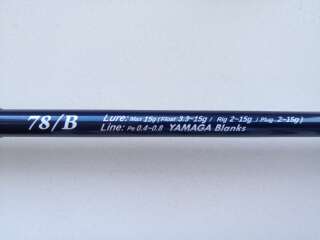 78/B
Lure: Max 15g (Float 3.3~15g / Rig 2~15g / Plug 2~15g)
Line: Pe 0.4-0.8 YAMAGA Blanks